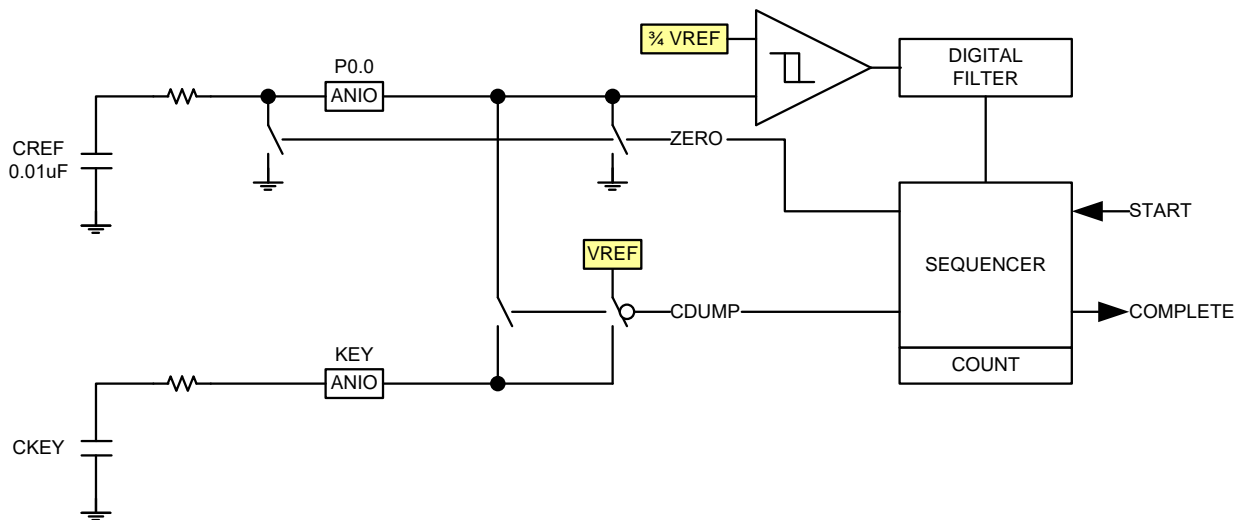 ¾ VREF
P0.0
ANIO
DIGITAL
FILTER
CREF
0.01uF
ZERO
START
VREF
SEQUENCER
CDUMP
COMPLETE
KEY
ANIO
COUNT
CKEY